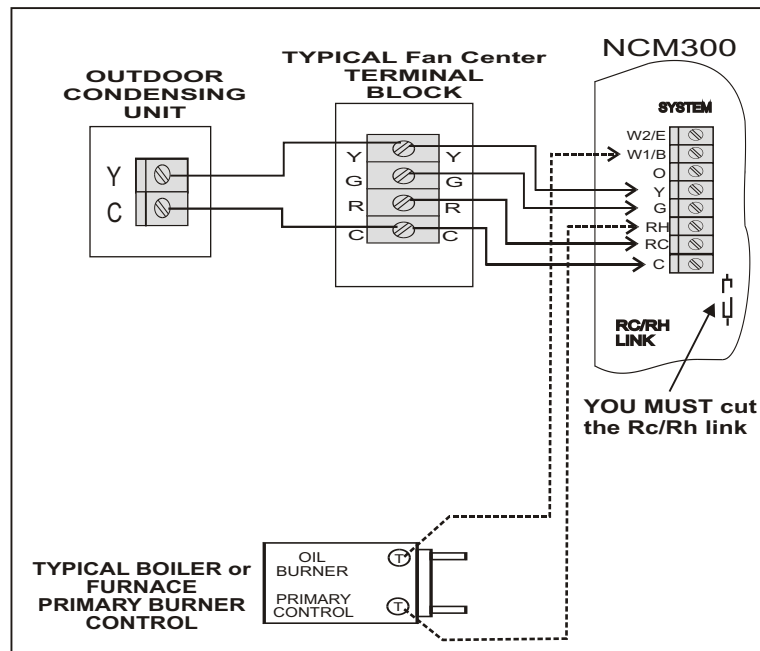 NCM300
TYPICAL Fan Center
TERMINAL
BLOCK
OUTDOOR
CONDENSING
UNIT
SYSTEM
W2/E
W1/B
O
Y
G
RH
RC
C
Y
C
Y
G
R
C
Y
G
R
C
RC/RH
LINK
YOU MUST cut
the Rc/Rh link
TYPICAL BOILER or
FURNACE
PRIMARY BURNER
CONTROL
OIL
BURNER
T
PRIMARY
CONTROL
T